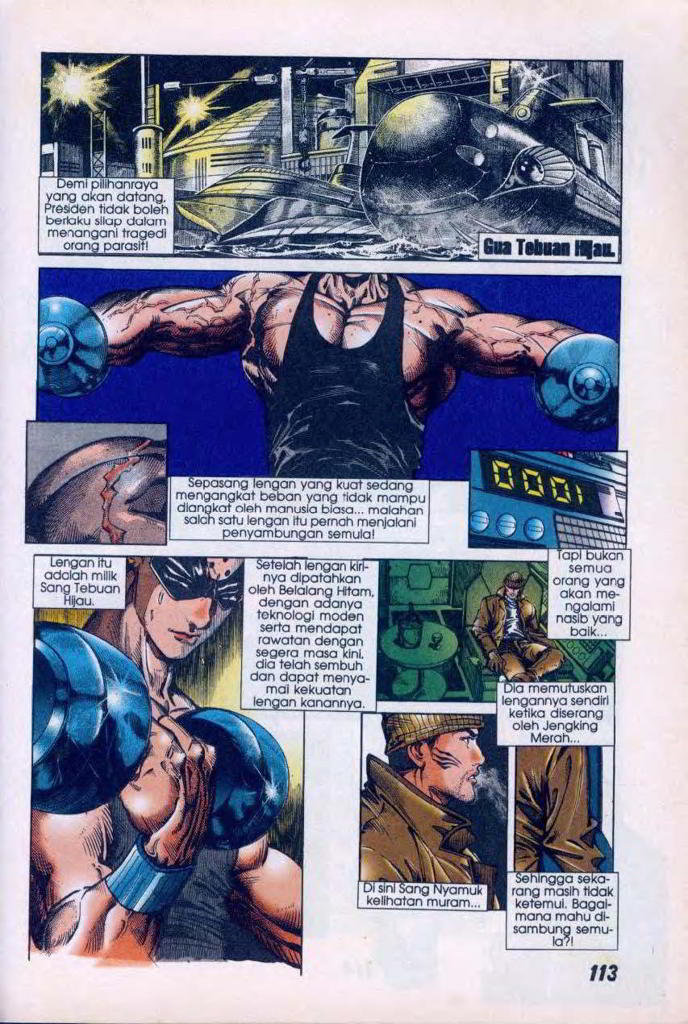 Demi pilihanraya
yang akan datang,
Presiden tidak boleh
berlaku silap dalam
menangani tragedi
orang parasit!
Gua Tebuan Hijau.
Sepasang lengan yang kuat sedang
mengangkat beban yang tidak mampu
diangkat oleh manusia biasa... malahan
salah satu lengan itu pernah menjalani
penyambungan semula!
0001
Lengan itu
adalah milik
Sang Tebuan
Hijau.
Setelah lengan kiri-
nya dipatahkan
oleh Belalang Hitam,
dengan adanya
teknologi moden
serta mendapat
rawatan dengan
segera masa kini,
dia telah sembuh
dan dapat menya-
mai kekuatan
lengan kanannya.
Tapi bukan
semua
orang yang
akan me-
ngalami
nasib yang
baik...
Dia memutuskan
lengannya sendiri
ketika diserang
oleh Jengking
Merah...
Di sini Sang Nyamuk
kelihatan muram...
Sehingga seka-
rang masih tidak
ketemui. Bagai-
mana mahu di-
sambung semu-
la?!
113